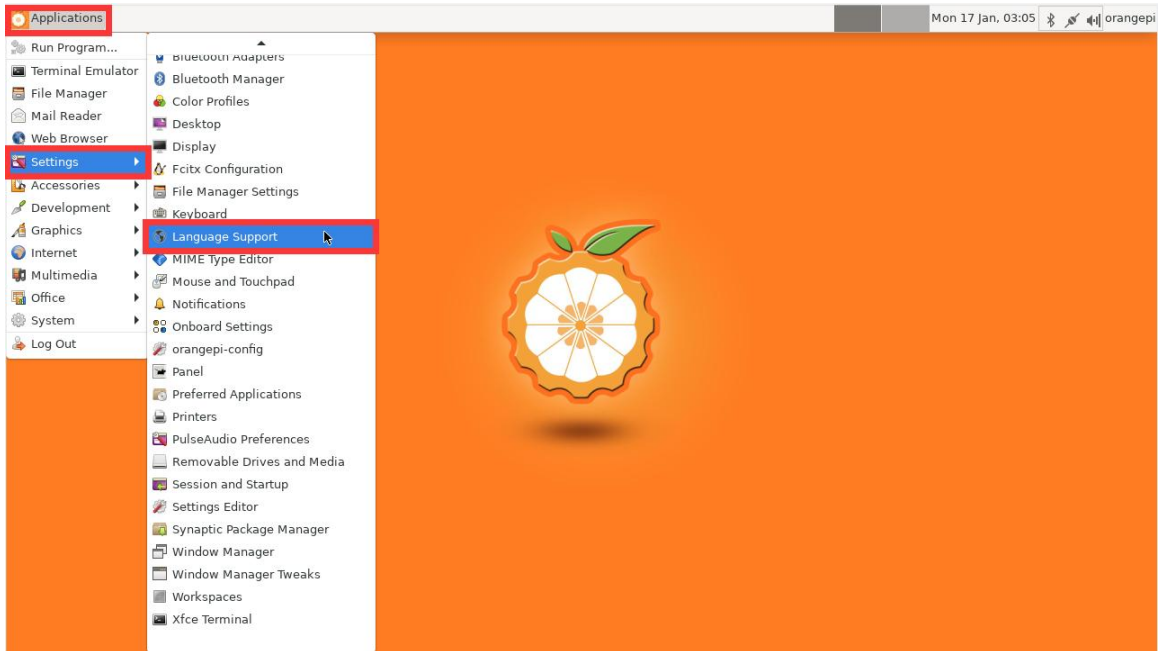 Applications
Mon 17 Jan, 03:05
orangepi
Run Program...
Terminal Emulator
File Manager
Mail Reader
Web Browser
Settings
Accessories
Development
Graphics
Internet
Multimedia
Office
System
Log Out
Bluetooth Adapters
Bluetooth Manager
Color Profiles
Desktop
Display
Fcitx Configuration
File Manager Settings
Keyboard
Language Support
MIME Type Editor
Mouse and Touchpad
Notifications
Onboard Settings
orangepi-config
Panel
Preferred Applications
Printers
PulseAudio Preferences
Removable Drives and Media
Session and Startup
Settings Editor
Synaptic Package Manager
Window Manager
Window Manager Tweaks
Workspaces
Xfce Terminal